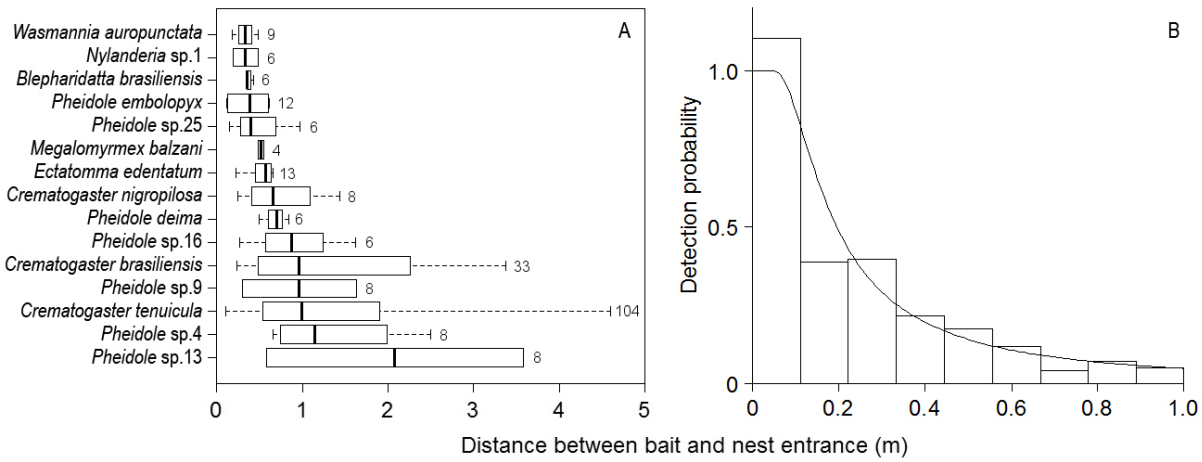 A
Wasmannia auropunctata 9
Nylanderia sp.1 6
Blepharidatta brasiliensis 6
Pheidole embolopyx 12
Pheidole sp.25 6
Megalomyrmex balzani 4
Ectatomma edentatum 13
Crematogaster nigropilosa 8
Pheidole deima 6
Pheidole sp.16 6
Crematogaster brasiliensis 33
Pheidole sp.9 8
Crematogaster tenuicula 104
Pheidole sp.4 8
Pheidole sp.13 8
0 1 2 3 4 5
B
Detection probability
1.0
0.5
0
0 0.2 0.4 0.6 0.8 1.0
Distance between bait and nest entrance (m)